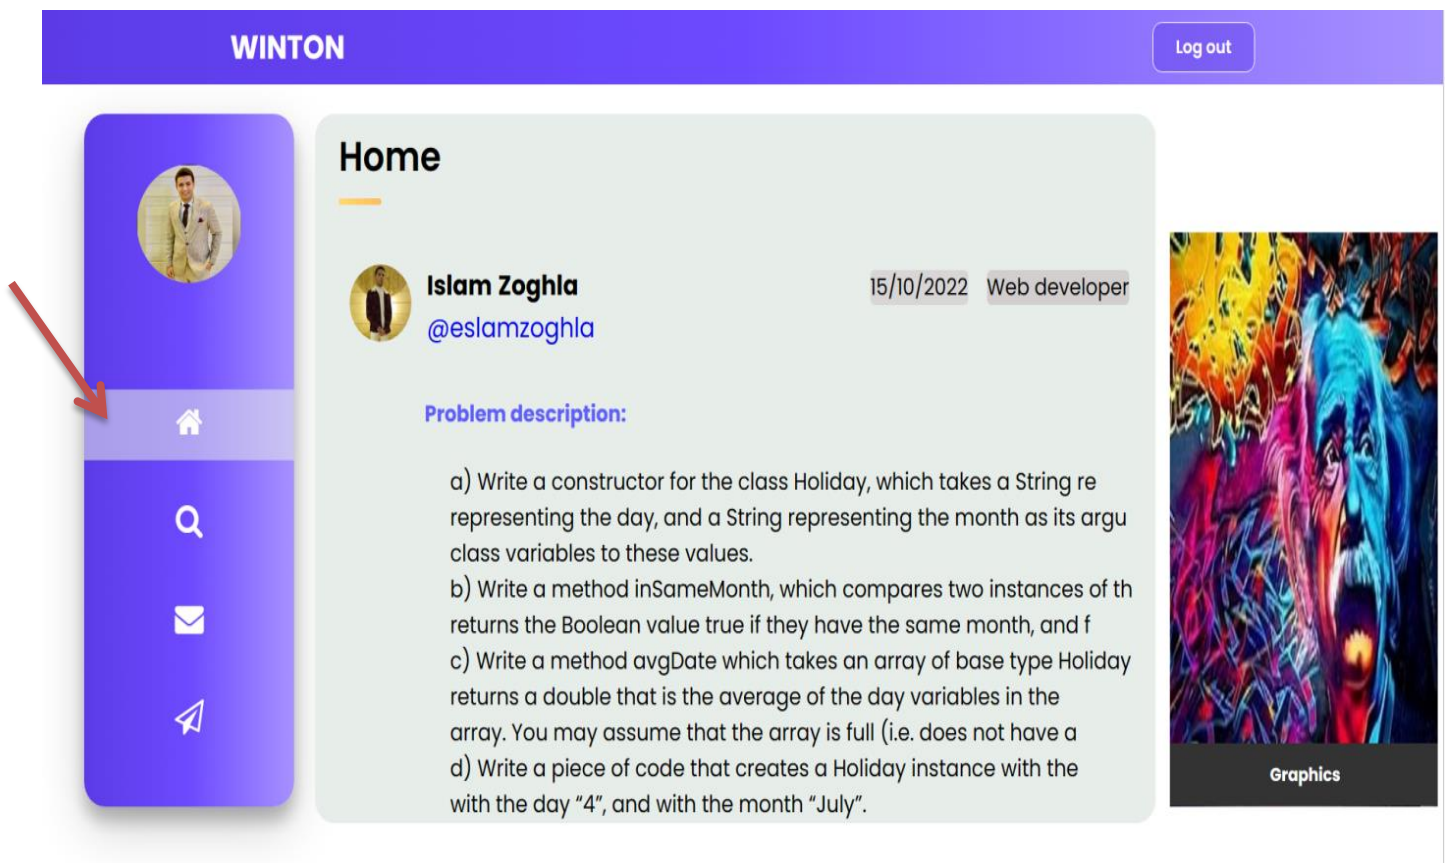 WINTON
Log out
Home
Islam Zoghla
15/10/2022 Web developer
@eslamzoghla
Problem description:
a) Write a constructor for the class Holiday, which takes a String re
representing the day, and a String representing the month as its argu
class variables to these values.
b) Write a method inSameMonth, which compares two instances of th
returns the Boolean value true if they have the same month, and f
c) Write a method avgDate which takes an array of base type Holiday
returns a double that is the average of the day variables in the
array. You may assume that the array is full (i.e. does not have a
d) Write a piece of code that creates a Holiday instance with the
with the day “4”, and with the month “July”.
Graphics